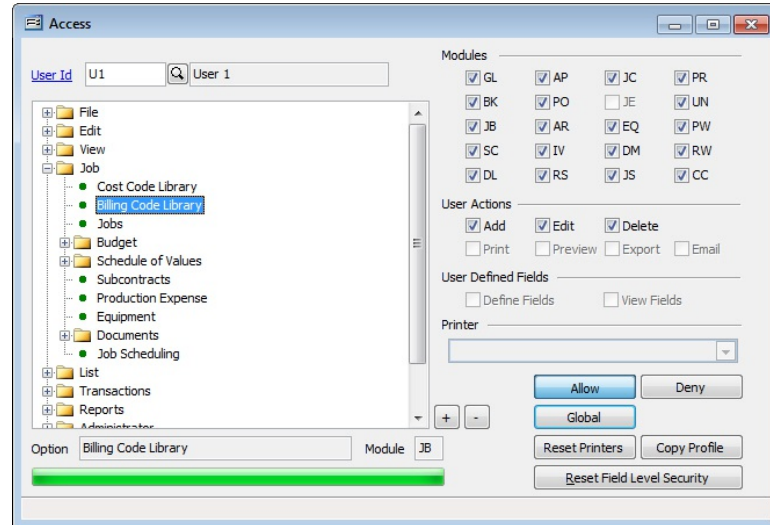 Access
User Id U1 User 1
File
Edit
View
Job
Cost Code Library
Billing Code Library
Jobs
Budget
Schedule of Values
Subcontracts
Production Expense
Equipment
Documents
Job Scheduling
List
Transactions
Reports
Administrator
Option Billing Code Library Module JB
Modules
GL AP JC PR
BK PO JE UN
JB AR EQ PW
SC IV DM RW
DL RS JS CC
User Actions
Add Edit Delete
Print Preview Export Email
User Defined Fields
Define Fields View Fields
Printer
Allow Deny
+ - Global
Reset Printers Copy Profile
Reset Field Level Security